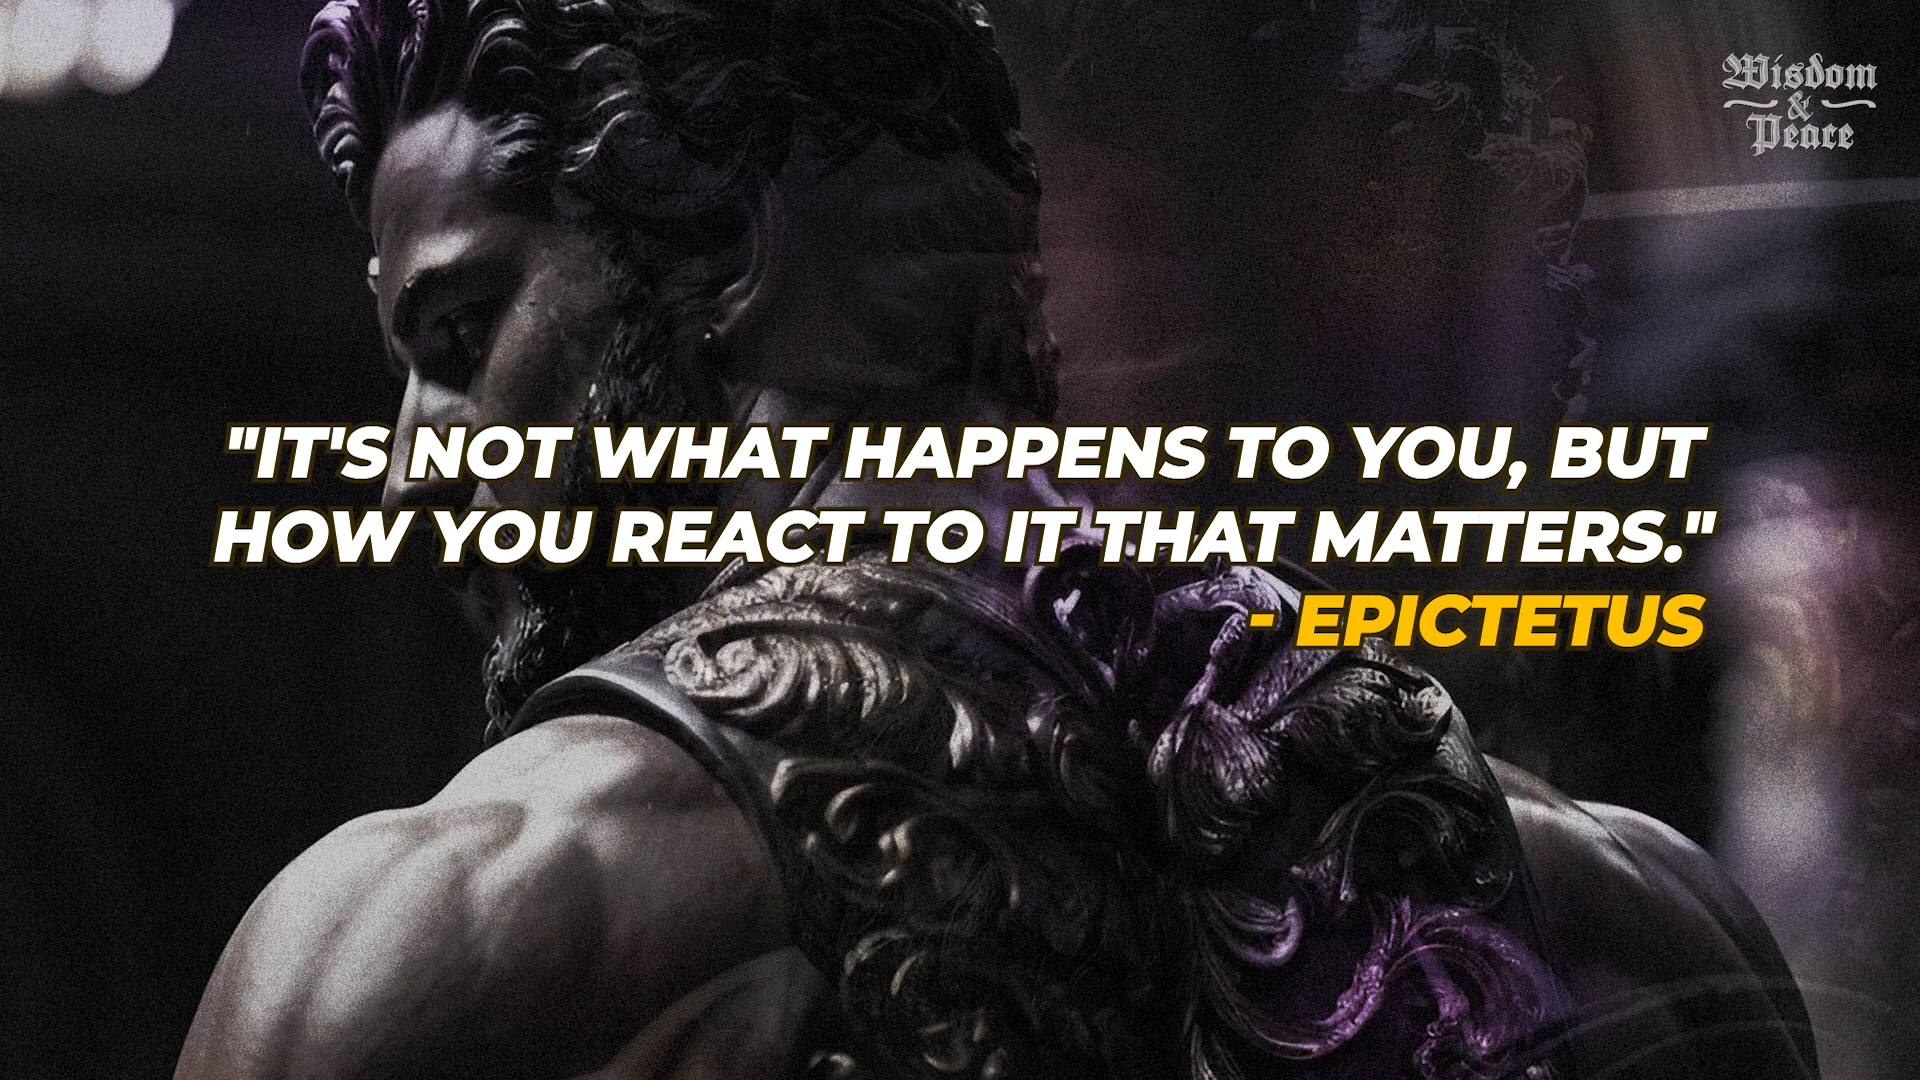 Wisdom
&
Peace
"IT'S NOT WHAT HAPPENS TO YOU, BUT
HOW YOU REACT TO IT THAT MATTERS."
- EPICTETUS